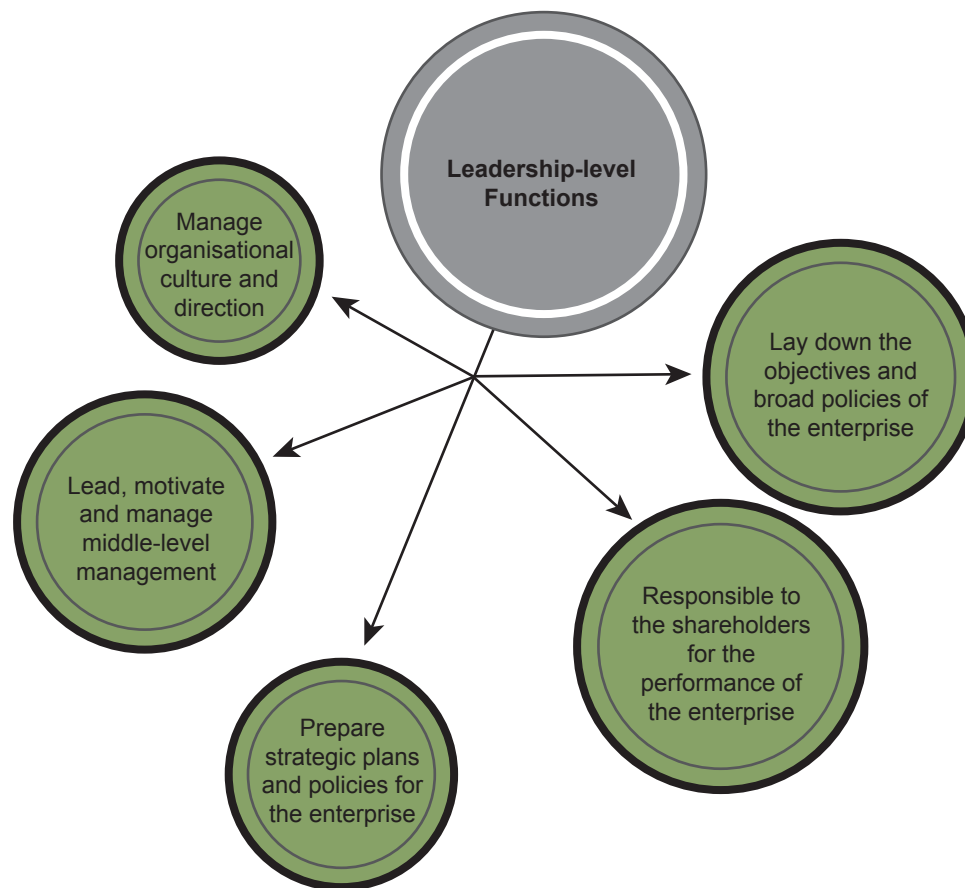 Leadership-level
Functions
Manage
organisational
culture and
direction
Lay down the
objectives and
broad policies of
the enterprise
Lead, motivate
and manage
middle-level
management
Responsible to
the shareholders
for the
performance of
the enterprise
Prepare
strategic plans
and policies for
the enterprise